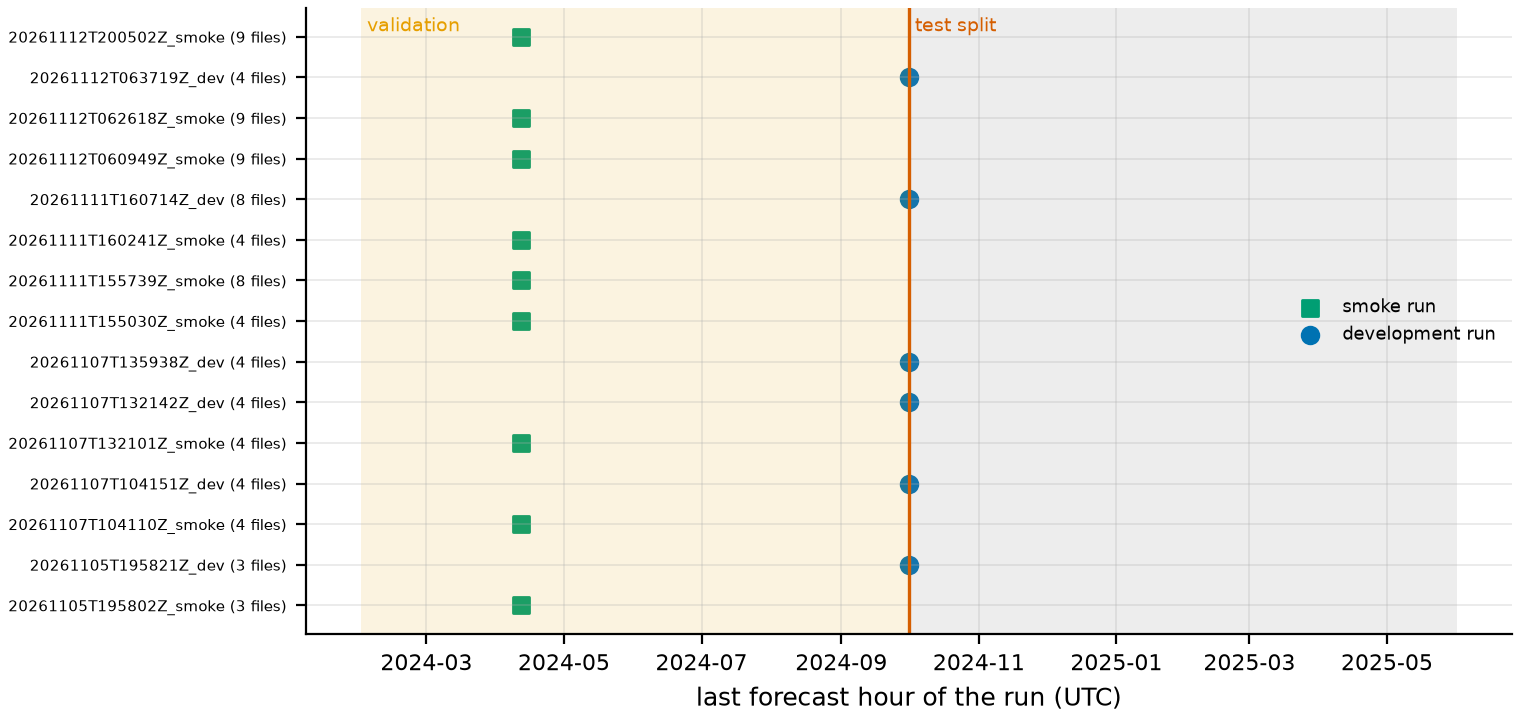 validation
test split
20261112T200502Z_smoke (9 files)
20261112T063719Z_dev (4 files)
20261112T062618Z_smoke (9 files)
20261112T060949Z_smoke (9 files)
20261111T160714Z_dev (8 files)
20261111T160241Z_smoke (4 files)
20261111T155739Z_smoke (8 files)
20261111T155030Z_smoke (4 files)
20261107T135938Z_dev (4 files)
20261107T132142Z_dev (4 files)
20261107T132101Z_smoke (4 files)
20261107T104151Z_dev (4 files)
20261107T104110Z_smoke (4 files)
20261105T195821Z_dev (3 files)
20261105T195802Z_smoke (3 files)
smoke run
development run
2024-03 2024-05 2024-07 2024-09 2024-11 2025-01 2025-03 2025-05
last forecast hour of the run (UTC)